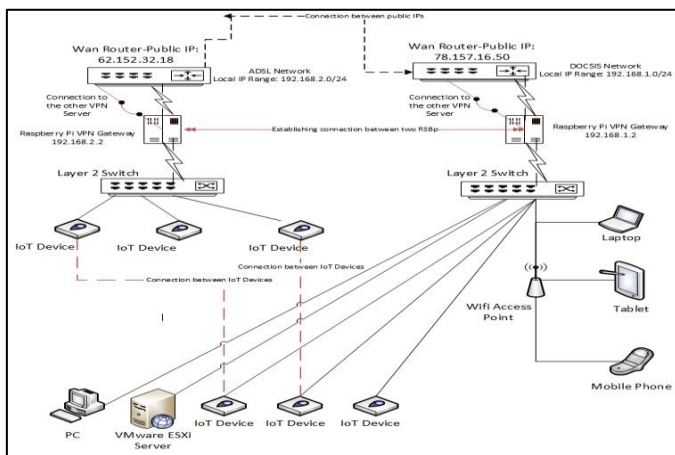 Connection between public IPs
Wan Router-Public IP:
62.152.32.18
Wan Router-Public IP:
78.157.16.50
ADSL Network
Local IP Range: 192.168.2.0/24
DOCSIS Network
Local IP Range: 192.168.1.0/24
Connection to
the other VPN
Server
Connection to
the other VPN
Server
Raspberry Pi VPN Gateway
192.168.2.2
Establishing connection between two RSBp
Raspberry Pi VPN Gateway
192.168.1.2
Layer 2 Switch
Layer 2 Switch
IoT Device
IoT Device
IoT Device
Laptop
Connection between IoT Devices
Connection between IoT Devices
Wifi Access
Point
Tablet
Mobile Phone
PC
VMware ESXi
Server
IoT Device
IoT Device
IoT Device